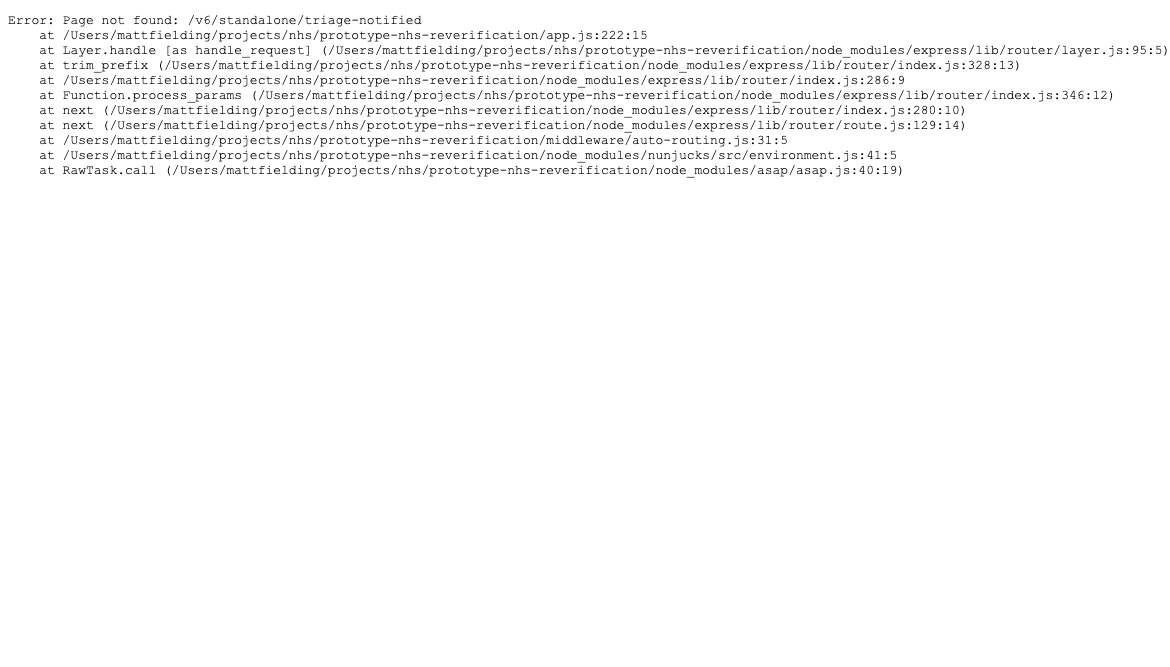 Error: Page not found: /v6/standalone/triage-notified
    at /Users/mattfielding/projects/nhs/prototype-nhs-reverification/app.js:222:15
    at Layer.handle [as handle_request] (/Users/mattfielding/projects/nhs/prototype-nhs-reverification/node_modules/express/lib/router/layer.js:95:5)
    at trim_prefix (/Users/mattfielding/projects/nhs/prototype-nhs-reverification/node_modules/express/lib/router/index.js:328:13)
    at /Users/mattfielding/projects/nhs/prototype-nhs-reverification/node_modules/express/lib/router/index.js:286:9
    at Function.process_params (/Users/mattfielding/projects/nhs/prototype-nhs-reverification/node_modules/express/lib/router/index.js:346:12)
    at next (/Users/mattfielding/projects/nhs/prototype-nhs-reverification/node_modules/express/lib/router/index.js:280:10)
    at next (/Users/mattfielding/projects/nhs/prototype-nhs-reverification/node_modules/express/lib/router/route.js:129:14)
    at /Users/mattfielding/projects/nhs/prototype-nhs-reverification/middleware/auto-routing.js:31:5
    at /Users/mattfielding/projects/nhs/prototype-nhs-reverification/node_modules/nunjucks/src/environment.js:41:5
    at RawTask.call (/Users/mattfielding/projects/nhs/prototype-nhs-reverification/node_modules/asap/asap.js:40:19)